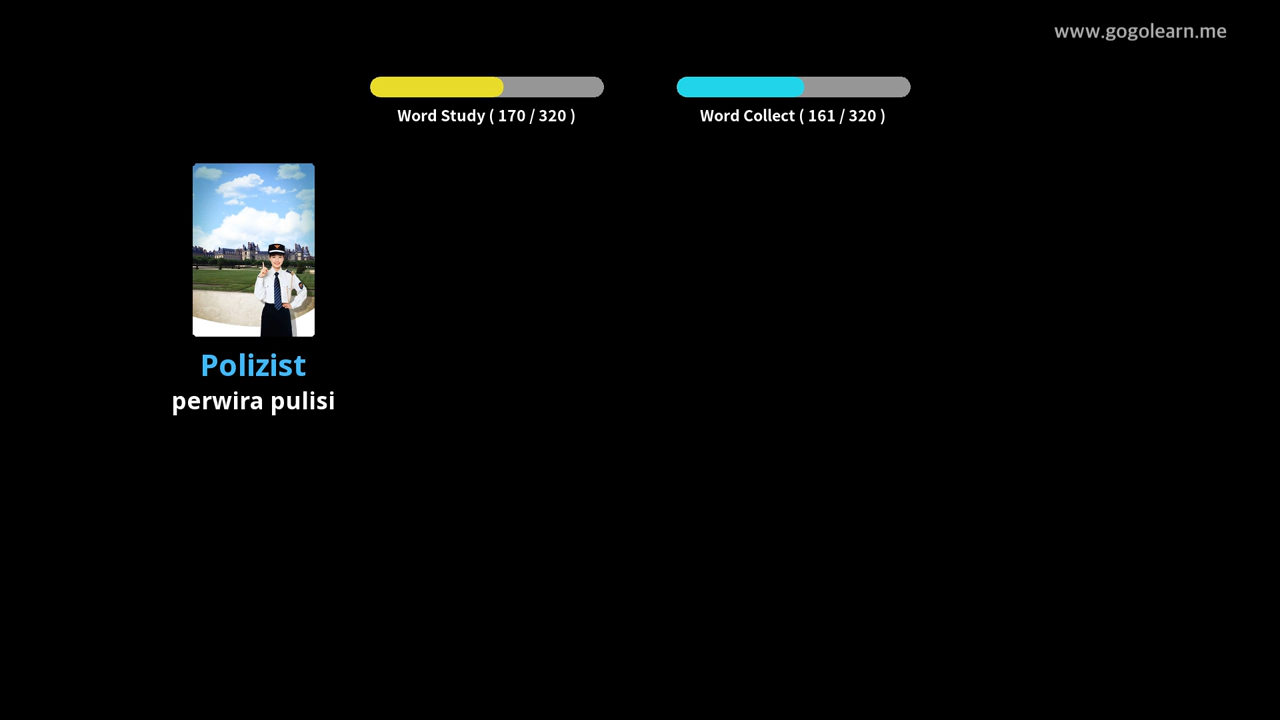 www.gogolearn.me
Word Study ( 170 / 320 )
Word Collect ( 161 / 320 )
Polizist
perwira pulisi